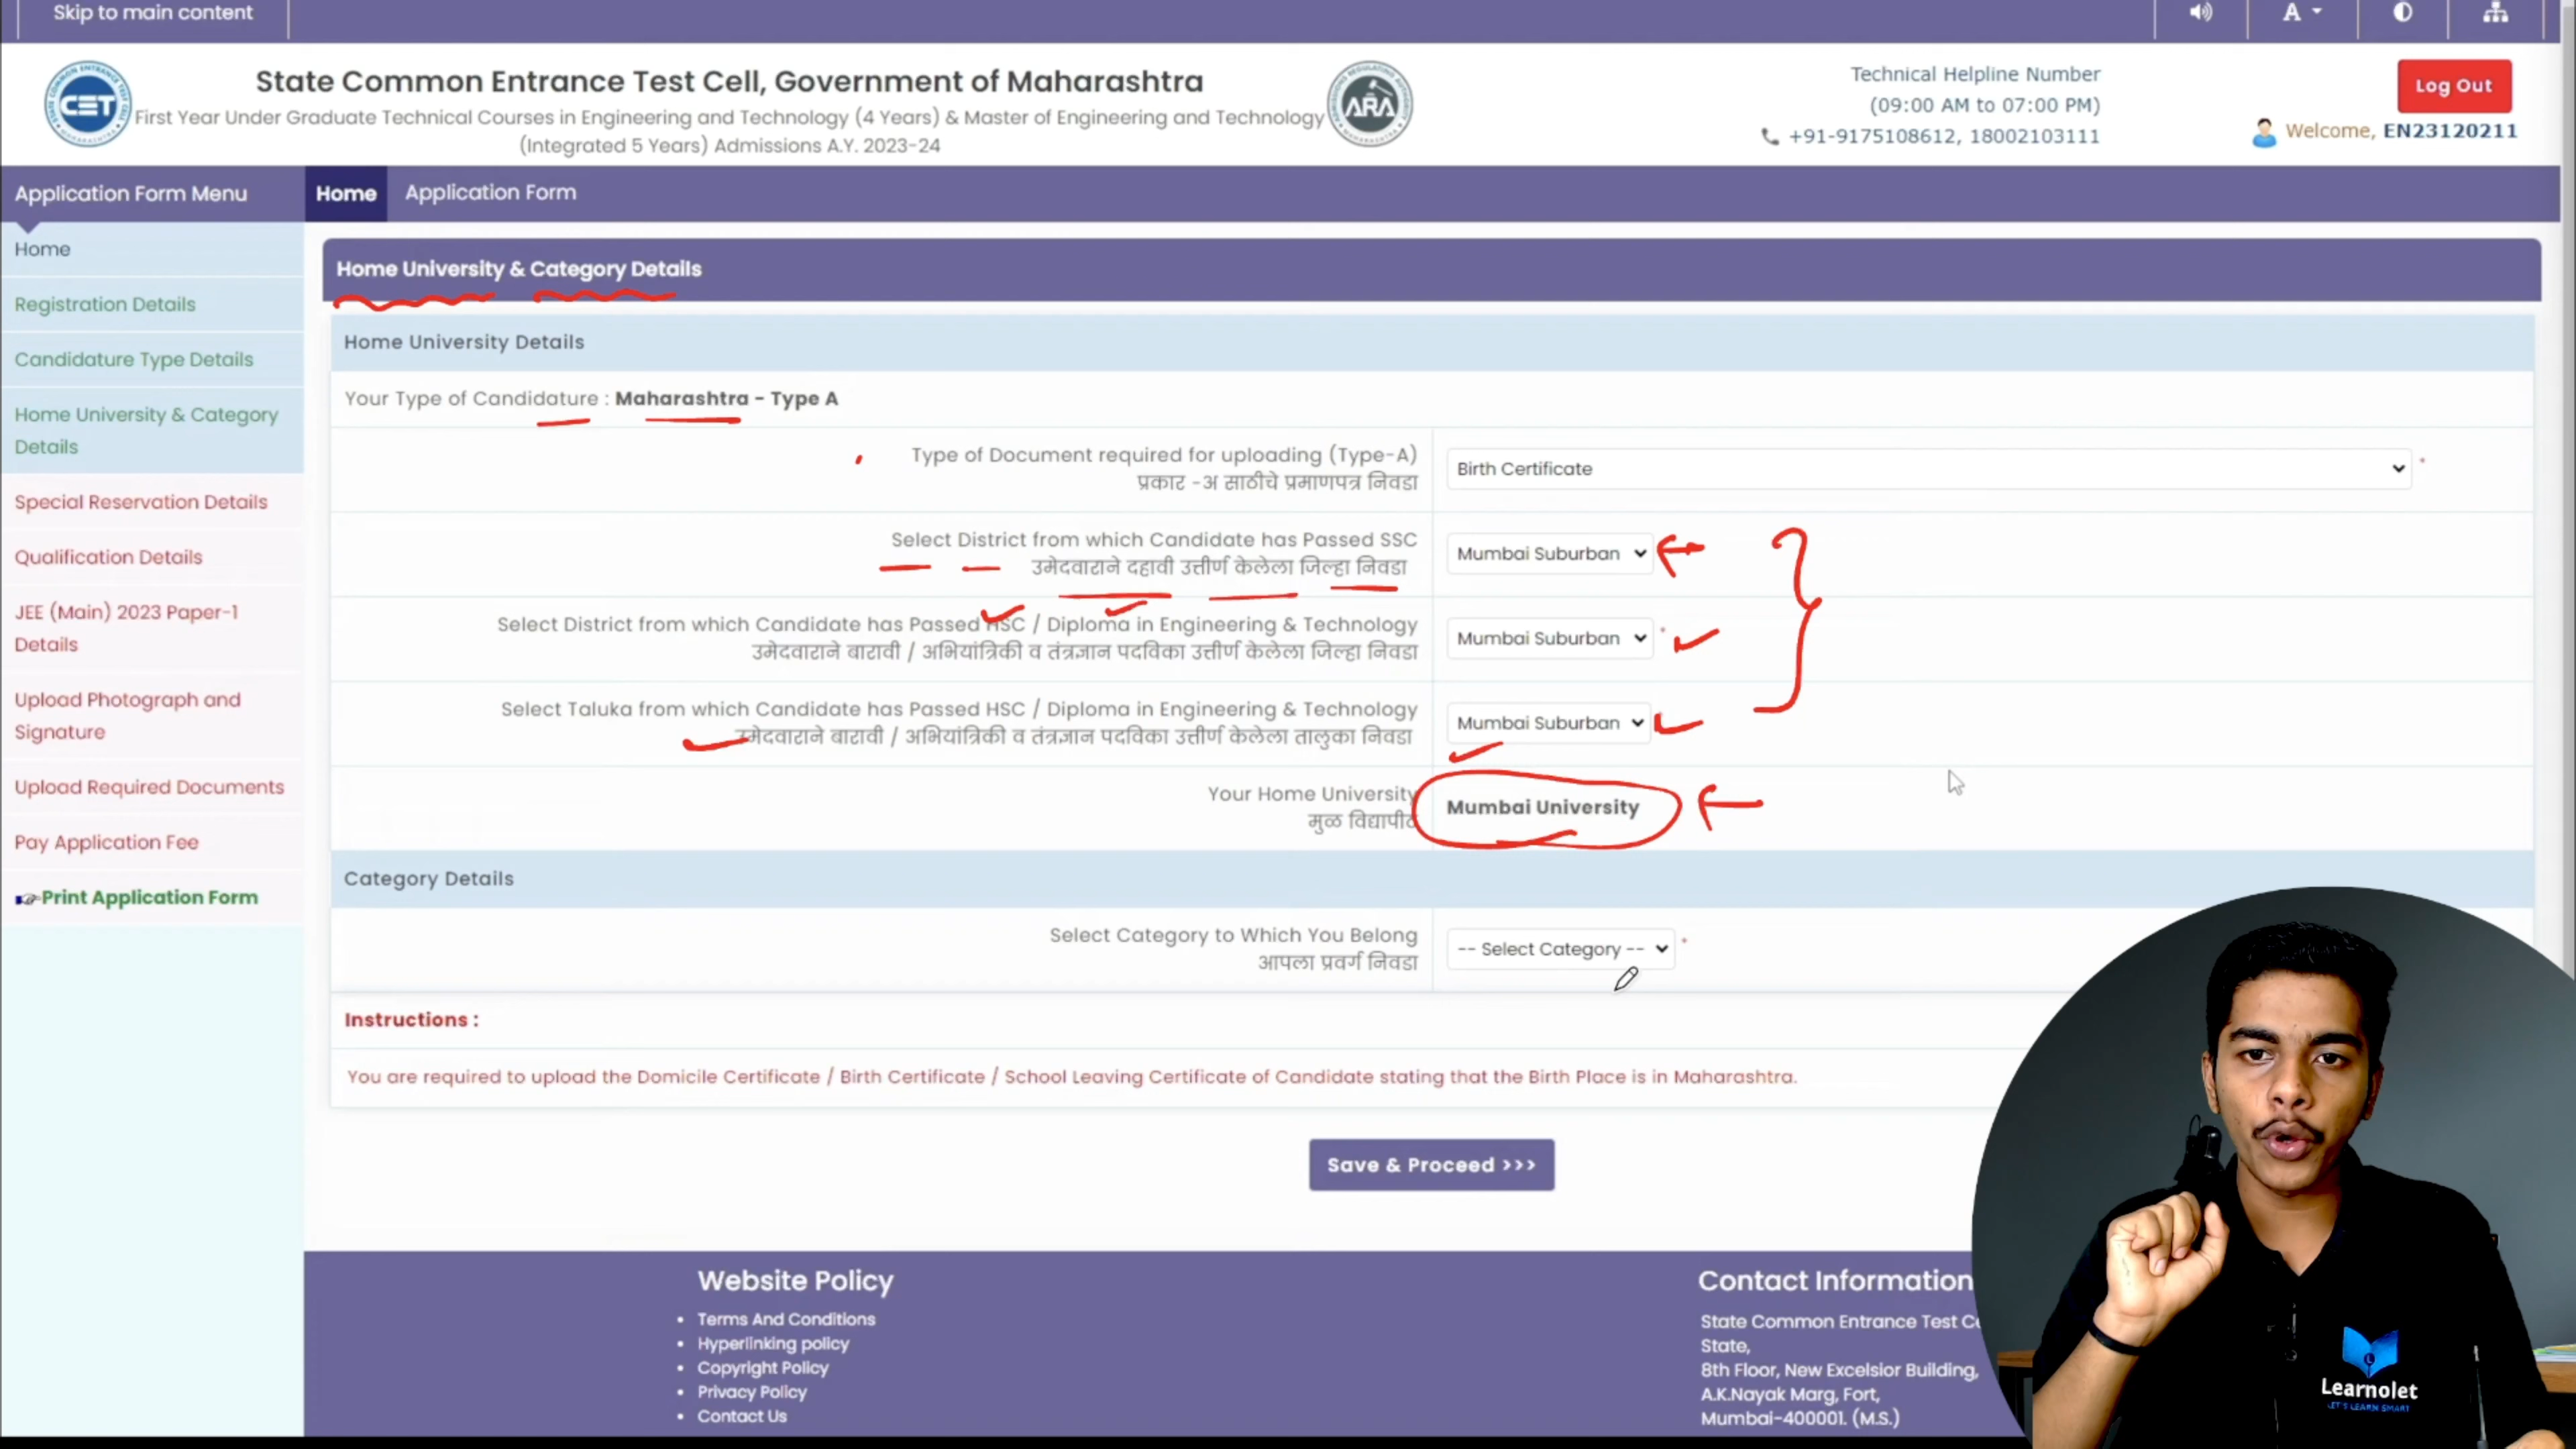 Skip to main content
A
State Common Entrance Test Cell, Government of Maharashtra
First Year Under Graduate Technical Courses in Engineering and Technology (4 Years) & Master of Engineering and Technology
(Integrated 5 Years) Admissions A.Y. 2023-24
CET
ARA
Technical Helpline Number
(09:00 AM to 07:00 PM)
+91-9175108612, 18002103111
Log Out
Welcome, EN23120211
Application Form Menu
Home
Application Form
Home
Registration Details
Candidature Type Details
Home University & Category
Details
Special Reservation Details
Qualification Details
JEE (Main) 2023 Paper-1
Details
Upload Photograph and
Signature
Upload Required Documents
Pay Application Fee
Print Application Form
Home University & Category Details
Home University Details
Your Type of Candidature : Maharashtra - Type A
Type of Document required for uploading (Type-A)
प्रकार -अ साठीचे प्रमाणपत्र निवडा
Birth Certificate *
Select District from which Candidate has Passed SSC
उमेदवाराने दहावी उत्तीर्ण केलेला जिल्हा निवडा
Mumbai Suburban
Select District from which Candidate has Passed HSC / Diploma in Engineering & Technology
उमेदवाराने बारावी / अभियांत्रिकी व तंत्रज्ञान पदविका उत्तीर्ण केलेला जिल्हा निवडा
Mumbai Suburban *
Select Taluka from which Candidate has Passed HSC / Diploma in Engineering & Technology
उमेदवाराने बारावी / अभियांत्रिकी व तंत्रज्ञान पदविका उत्तीर्ण केलेला तालुका निवडा
Mumbai Suburban
Your Home University
मुळ विद्यापीठ
Mumbai University
Category Details
Select Category to Which You Belong
आपला प्रवर्ग निवडा
-- Select Category -- *
Instructions :
You are required to upload the Domicile Certificate / Birth Certificate / School Leaving Certificate of Candidate stating that the Birth Place is in Maharashtra.
Save & Proceed >>>
Website Policy
• Terms And Conditions
• Hyperlinking policy
• Copyright Policy
• Privacy Policy
• Contact Us
Contact Information
State Common Entrance Test
State,
8th Floor, New Excelsior Building,
A.K.Nayak Marg, Fort,
Mumbai-400001. (M.S.)
Learnolet
LET'S LEARN SMART